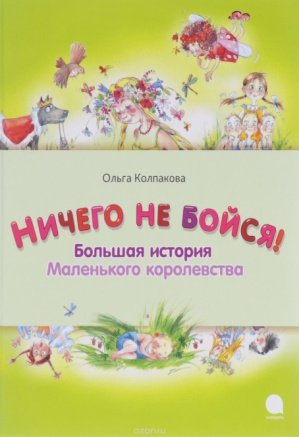 Ольга Колпакова
Ничего не бойся!
Большая история
Маленького королевства